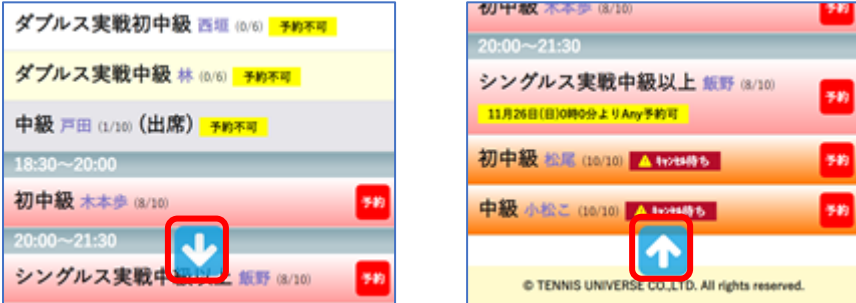 ダブルス実戦初中級 西垣 (0/6) 予約不可
ダブルス実戦中級 林 (0/6) 予約不可
中級 戸田 (1/10) (出席) 予約不可
18:30～20:00
初中級 木本歩 (8/10) 予約
20:00～21:30
シングルス実戦中級以上 飯野 (8/10) 予約
初中級 木本歩 (8/10) 予約
20:00～21:30
シングルス実戦中級以上 飯野 (8/10) 予約
11月26日(日)0時0分よりAny予約可
初中級 松尾 (10/10) ｷｬﾝｾﾙ待ち 予約
中級 小松こ (10/10) ｷｬﾝｾﾙ待ち 予約
© TENNIS UNIVERSE CO.,LTD. All rights reserved.